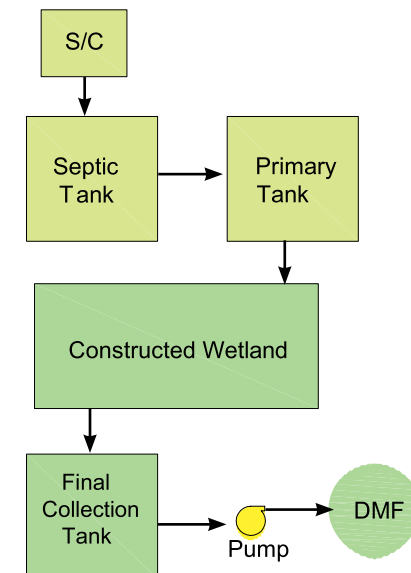 S/C
Septic
Tank
Primary
Tank
Constructed Wetland
Final
Collection
Tank
Pump
DMF